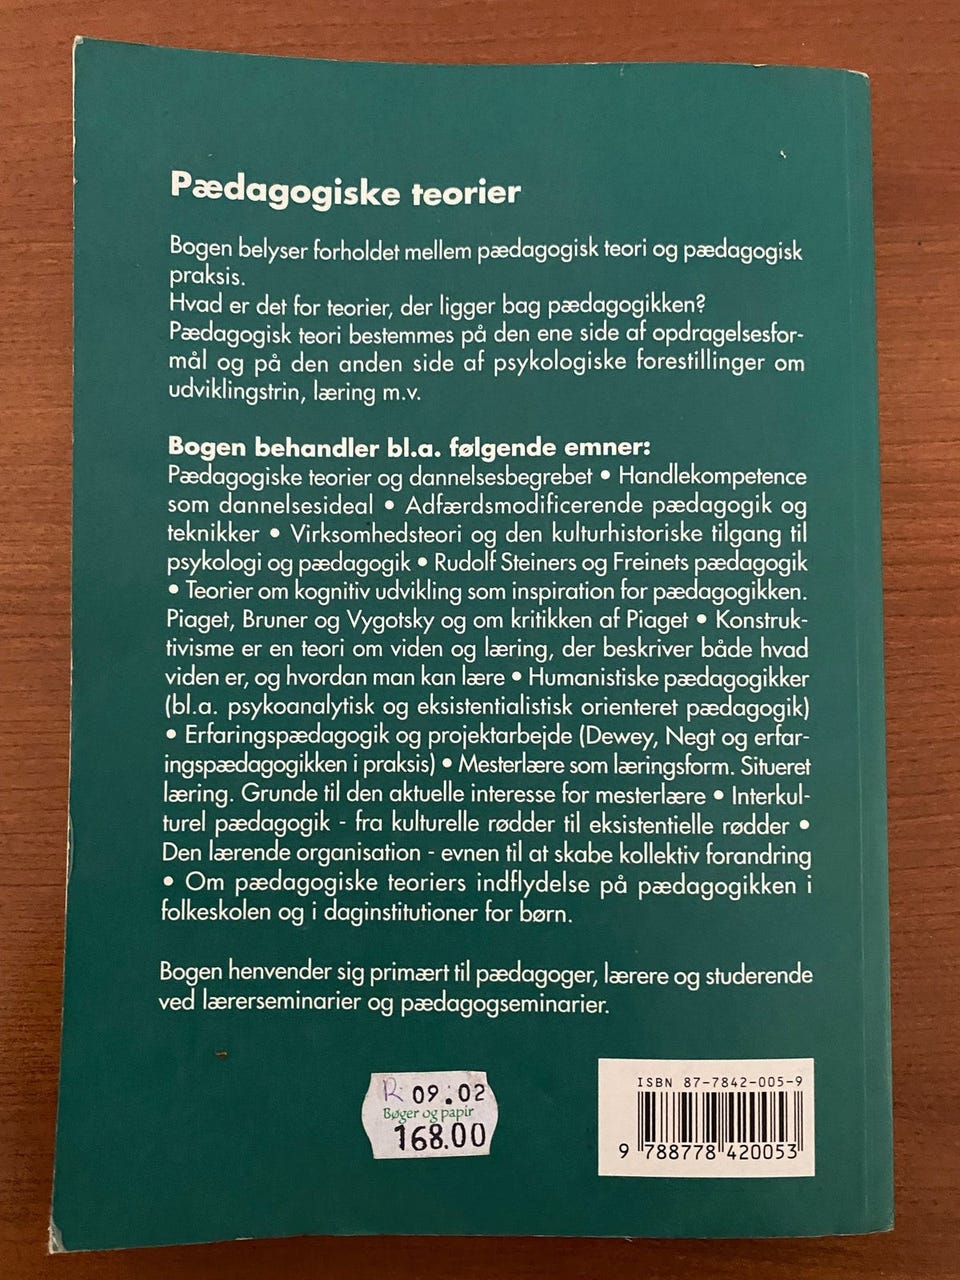 Pædagogiske teorier
Bogen belyser forholdet mellem pædagogisk teori og pædagogisk
praksis.
Hvad er det for teorier, der ligger bag pædagogikken?
Pædagogisk teori bestemmes på den ene side af opdragelsesfor-
mål og på den anden side af psykologiske forestillinger om
udviklingstrin, læring m.v.
Bogen behandler bl.a. følgende emner:
Pædagogiske teorier og dannelsesbegrebet • Handlekompetence
som dannelsesideal • Adfærdsmodificerende pædagogik og
teknikker • Virksomhedsteori og den kulturhistoriske tilgang til
psykologi og pædagogik • Rudolf Steiners og Freinets pædagogik
• Teorier om kognitiv udvikling som inspiration for pædagogikken.
Piaget, Bruner og Vygotsky og om kritikken af Piaget • Konstruk-
tivisme er en teori om viden og læring, der beskriver både hvad
viden er, og hvordan man kan lære • Humanistiske pædagogikker
(bl.a. psykoanalytisk og eksistentialistisk orienteret pædagogik)
• Erfaringspædagogik og projektarbejde (Dewey, Negt og erfar-
ingspædagogikken i praksis) • Mesterlære som læringsform. Situeret
læring. Grunde til den aktuelle interesse for mesterlære • Interkul-
turel pædagogik - fra kulturelle rødder til eksistentielle rødder •
Den lærende organisation - evnen til at skabe kollektiv forandring
• Om pædagogiske teoriers indflydelse på pædagogikken i
folkeskolen og i daginstitutioner for børn.
Bogen henvender sig primært til pædagoger, lærere og studerende
ved lærerseminarier og pædagogseminarier.
R: 09:02
Bøger og papir
168.00
ISBN 87-7842-005-9
9 788778 420053